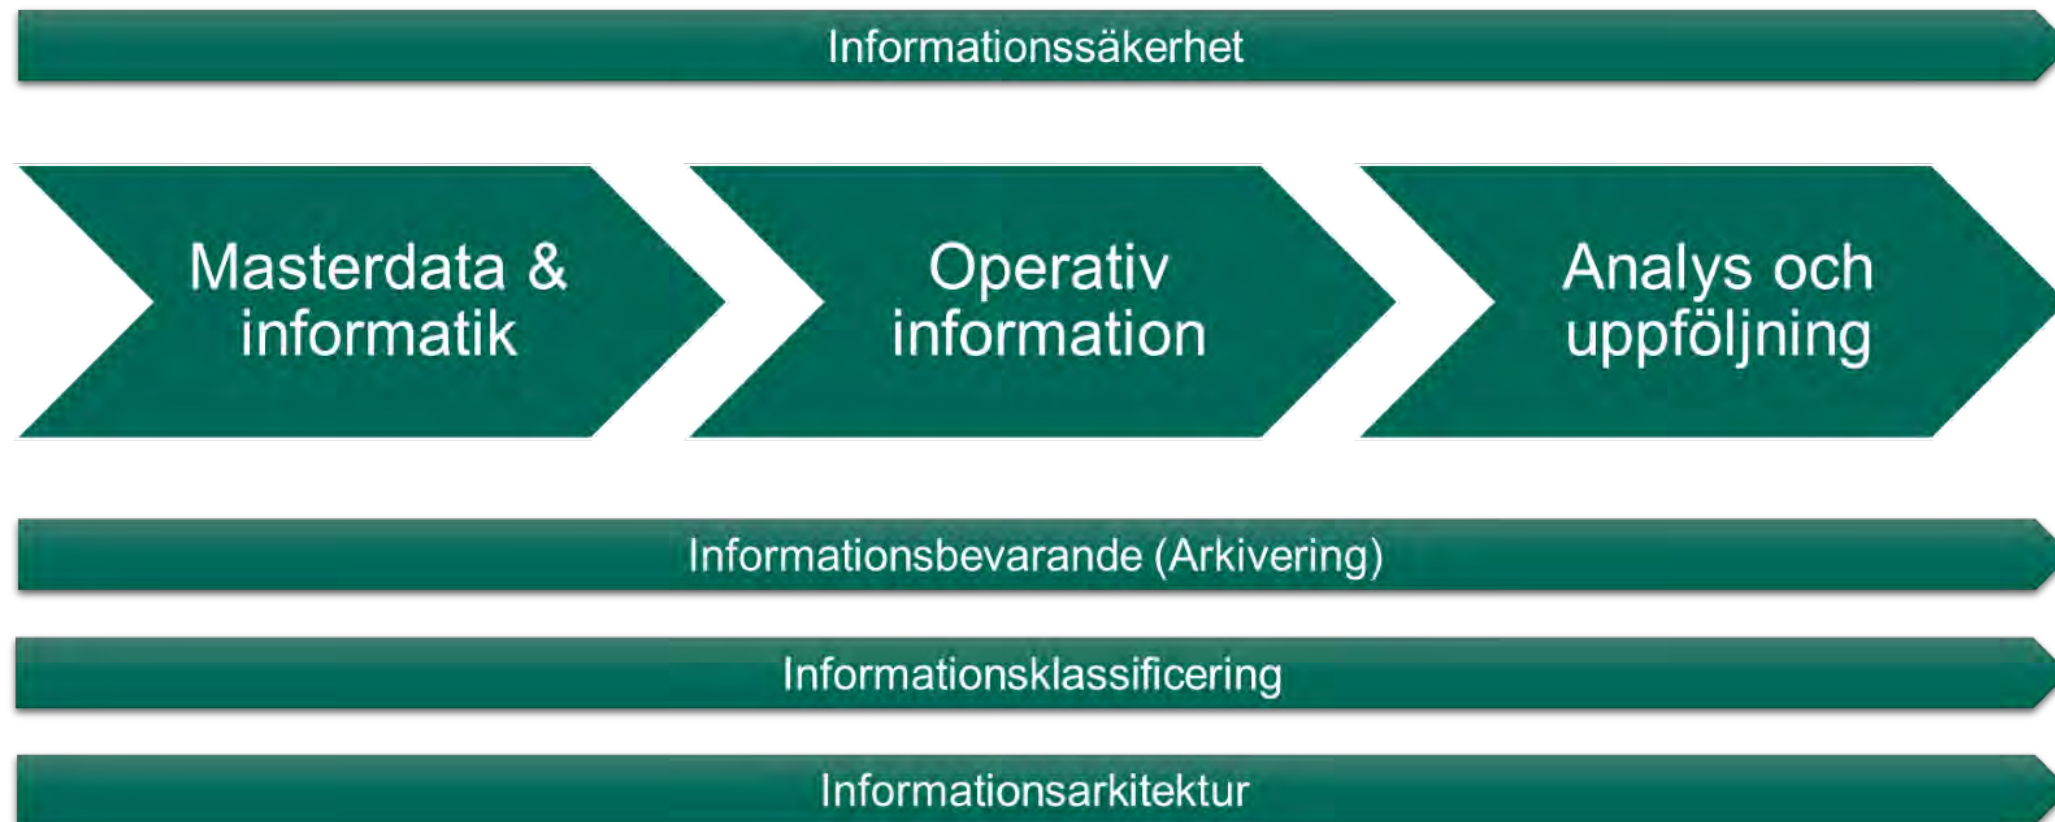 Informationssäkerhet
Masterdata &
informatik
Operativ
information
Analys och
uppföljning
Informationsbevarande (Arkivering)
Informationsklassificering
Informationsarkitektur